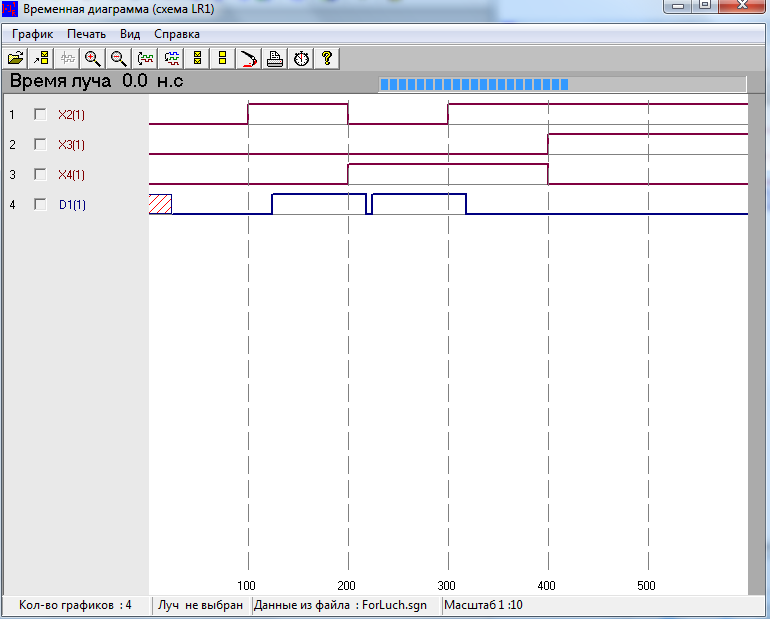 Временная диаграмма (схема LR1)
График Печать Вид Справка
Время луча 0.0 н.с
1 X2(1)
2 X3(1)
3 X4(1)
4 D1(1)
100 200 300 400 500
Кол-во графиков : 4 Луч не выбран Данные из файла : ForLuch.sgn Масштаб 1 :10